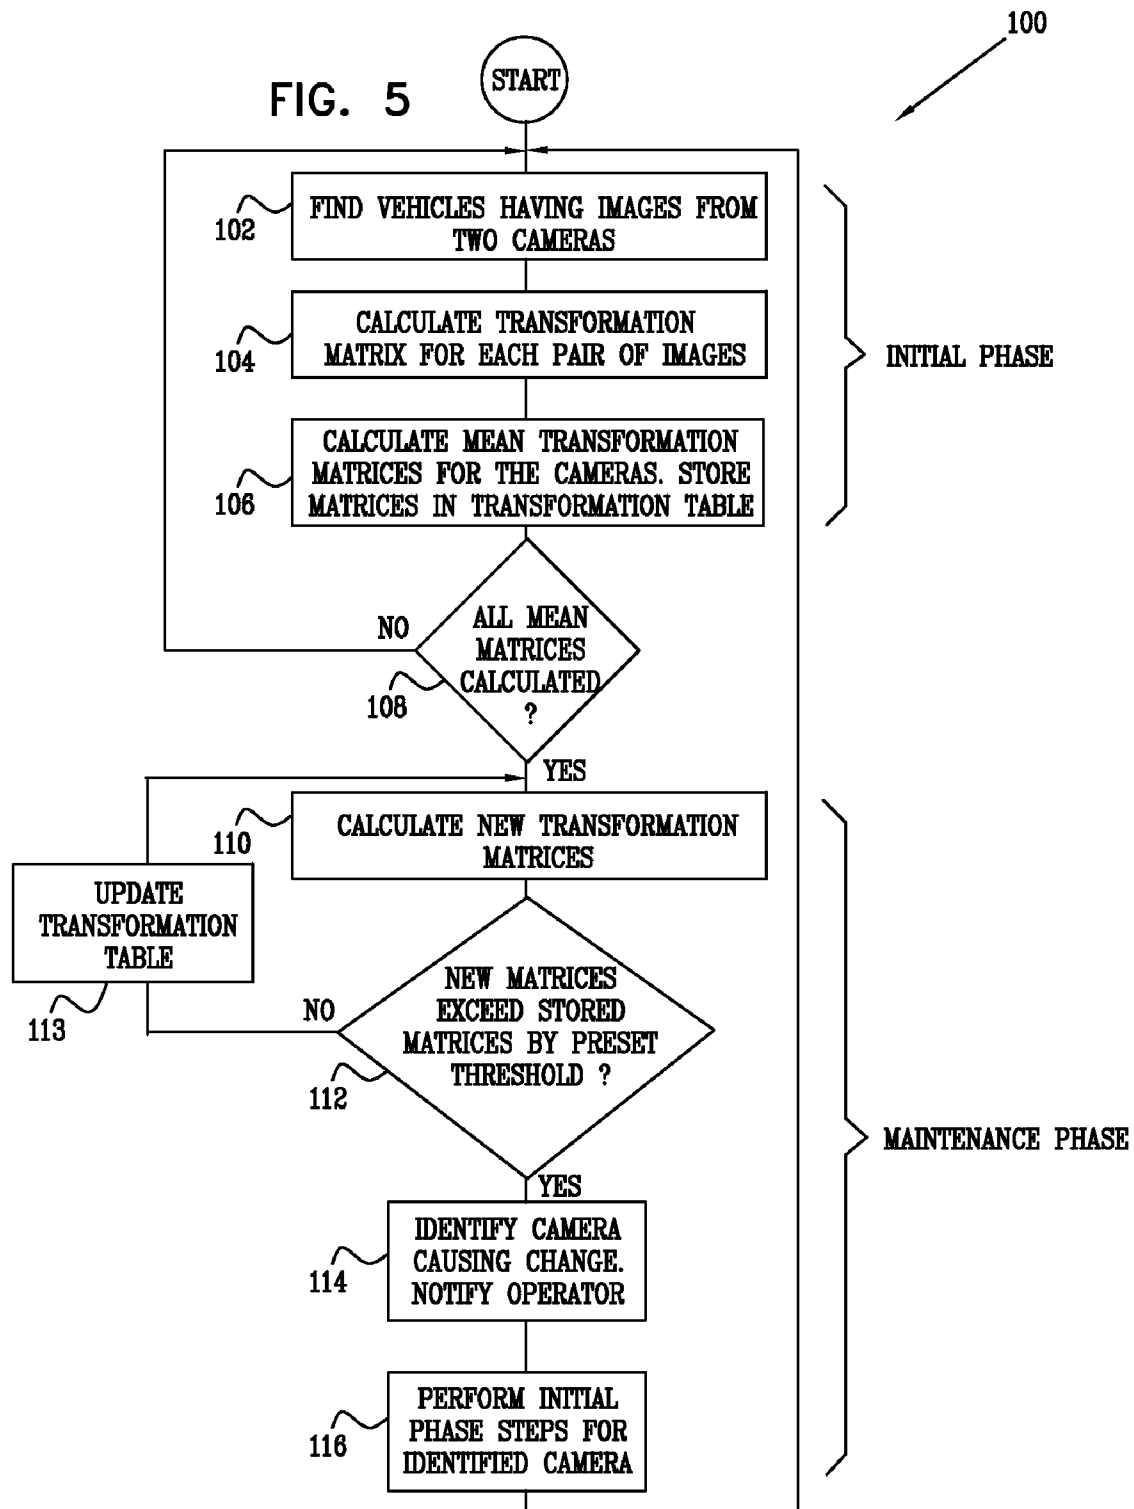 100
START
FIG. 5
102
FIND VEHICLES HAVING IMAGES FROM
TWO CAMERAS
104
CALCULATE TRANSFORMATION
MATRIX FOR EACH PAIR OF IMAGES
INITIAL PHASE
106
CALCULATE MEAN TRANSFORMATION
MATRICES FOR THE CAMERAS. STORE
MATRICES IN TRANSFORMATION TABLE
NO
108
ALL MEAN
MATRICES
CALCULATED
?
YES
110
CALCULATE NEW TRANSFORMATION
MATRICES
UPDATE
TRANSFORMATION
TABLE
113
NO
112
NEW MATRICES
EXCEED STORED
MATRICES BY PRESET
THRESHOLD ?
MAINTENANCE PHASE
YES
114
IDENTIFY CAMERA
CAUSING CHANGE.
NOTIFY OPERATOR
116
PERFORM INITIAL
PHASE STEPS FOR
IDENTIFIED CAMERA